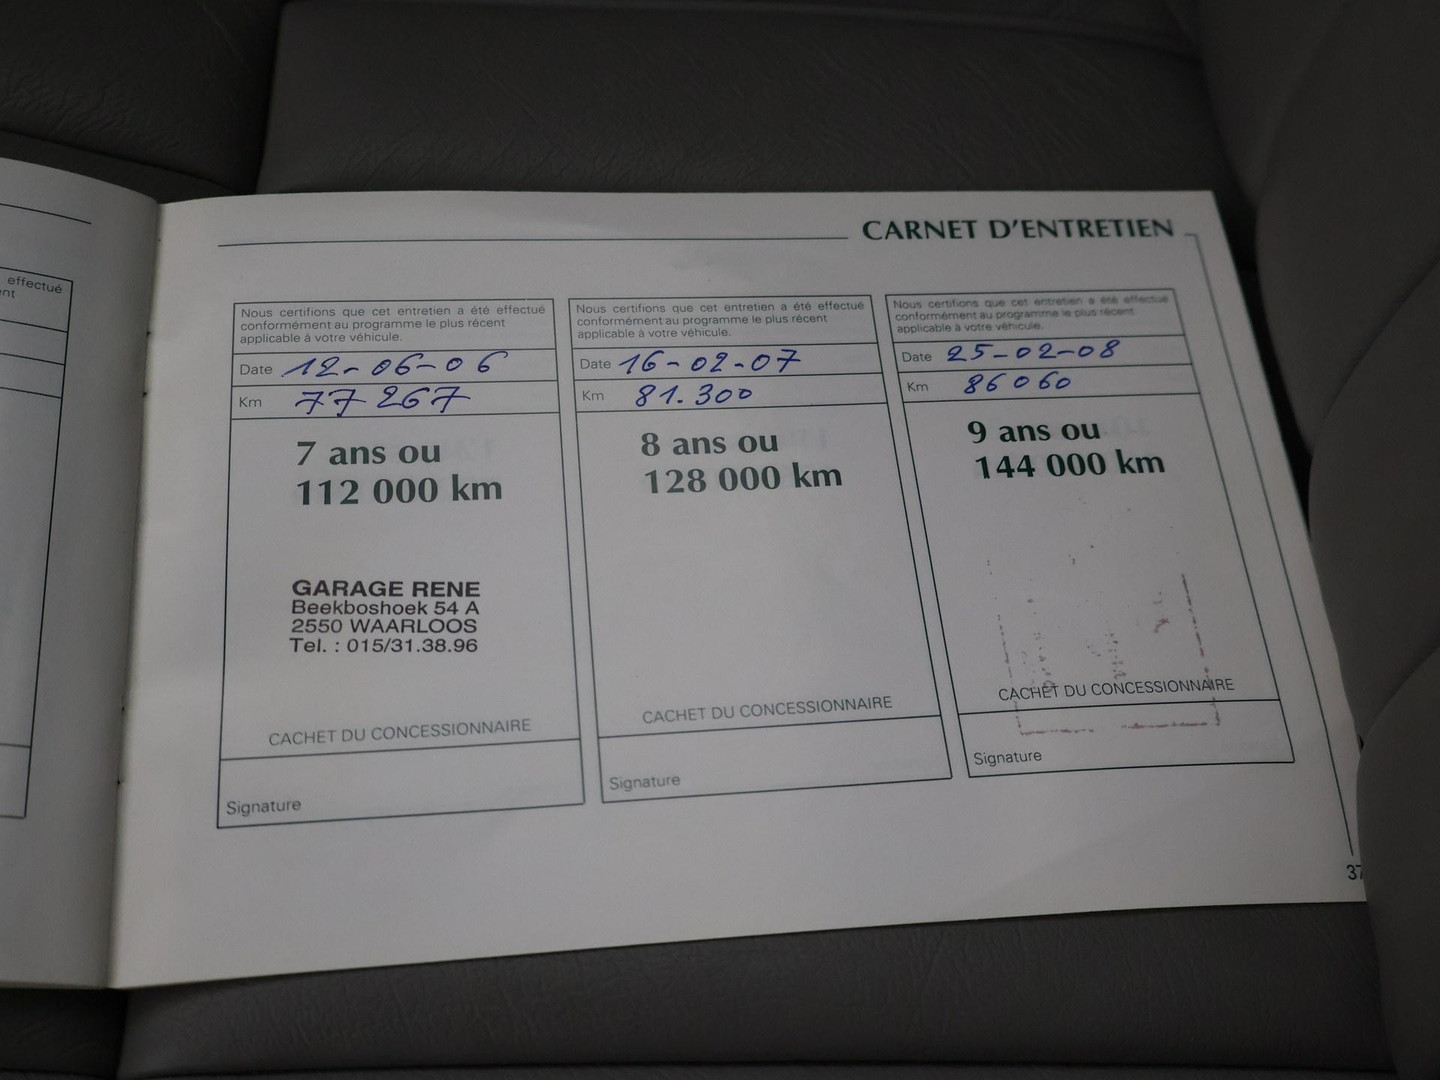 effectué
nt
CARNET D'ENTRETIEN
Nous certifions que cet entretien a été effectué
conformément au programme le plus récent
applicable à votre véhicule.
Date 12-06-06
Km 77 267
7 ans ou
112 000 km
GARAGE RENE
Beekboshoek 54 A
2550 WAARLOOS
Tel. : 015/31.38.96
CACHET DU CONCESSIONNAIRE
Signature
Nous certifions que cet entretien a été effectué
conformément au programme le plus récent
applicable à votre véhicule.
Date 16-02-07
Km 81.300
8 ans ou
128 000 km
CACHET DU CONCESSIONNAIRE
Signature
Nous certifions que cet entretien a été effectué
conformément au programme le plus récent
applicable à votre véhicule.
Date 25-02-08
Km 86060
9 ans ou
144 000 km
CACHET DU CONCESSIONNAIRE
Signature
37